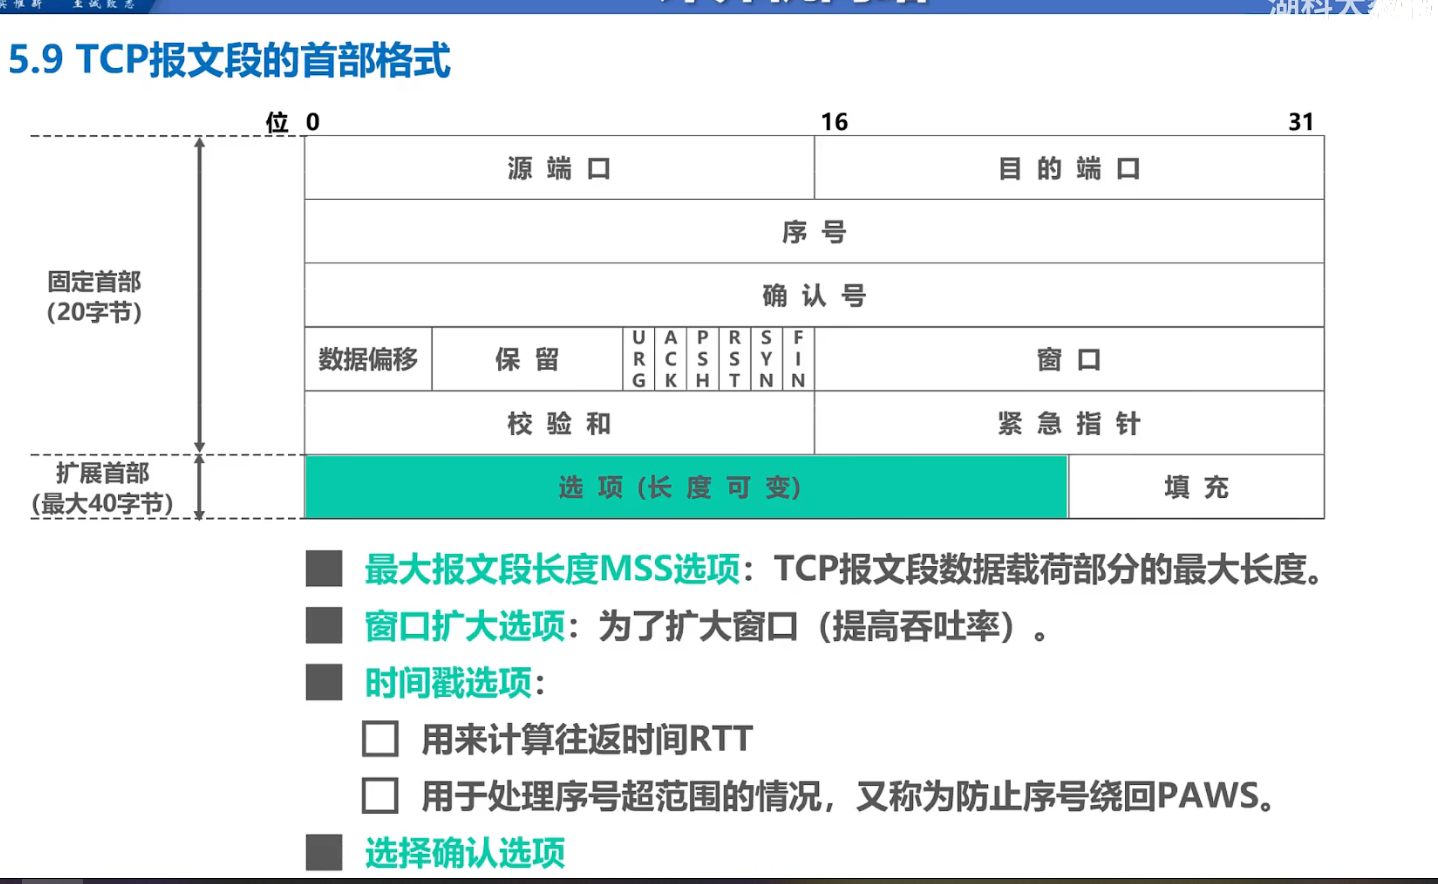 5.9 TCP报文段的首部格式
位 0 16 31
源端口 目的端口
序号
确认号
固定首部
(20字节)
数据偏移 保留 URG ACK PSH RST SYN FIN 窗口
校验和 紧急指针
扩展首部
(最大40字节)
选项(长度可变) 填充
最大报文段长度MSS选项：TCP报文段数据载荷部分的最大长度。
窗口扩大选项：为了扩大窗口（提高吞吐率）。
时间戳选项：
用来计算往返时间RTT
用于处理序号超范围的情况，又称为防止序号绕回PAWS。
选择确认选项